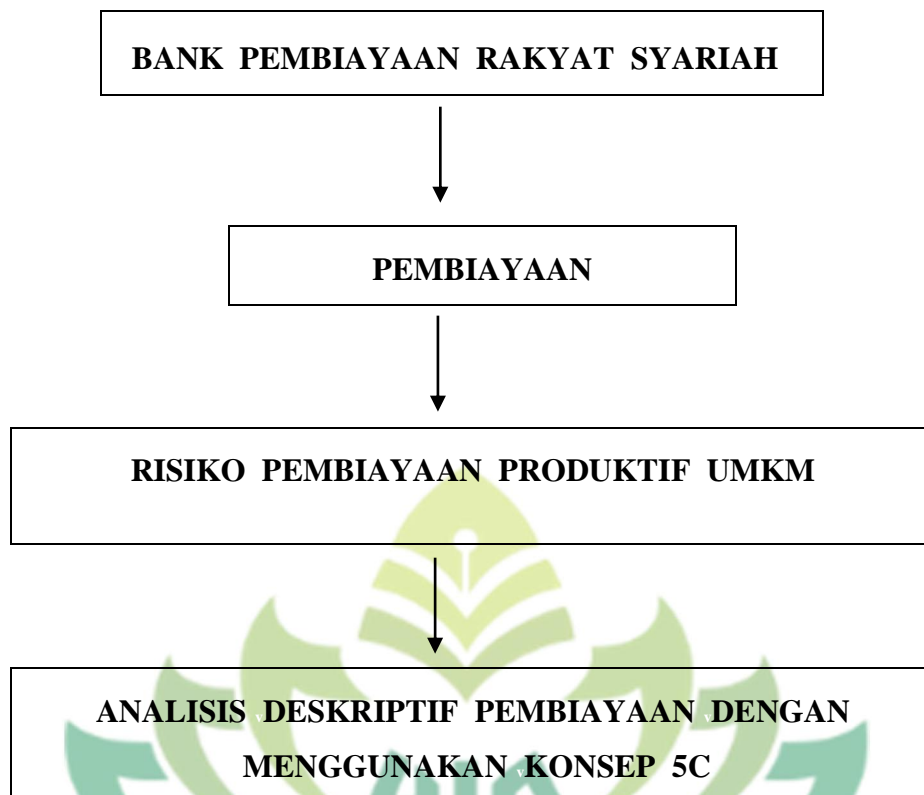 BANK PEMBIAYAAN RAKYAT SYARIAH
PEMBIAYAAN
RISIKO PEMBIAYAAN PRODUKTIF UMKM
ANALISIS DESKRIPTIF PEMBIAYAAN DENGAN
MENGGUNAKAN KONSEP 5C